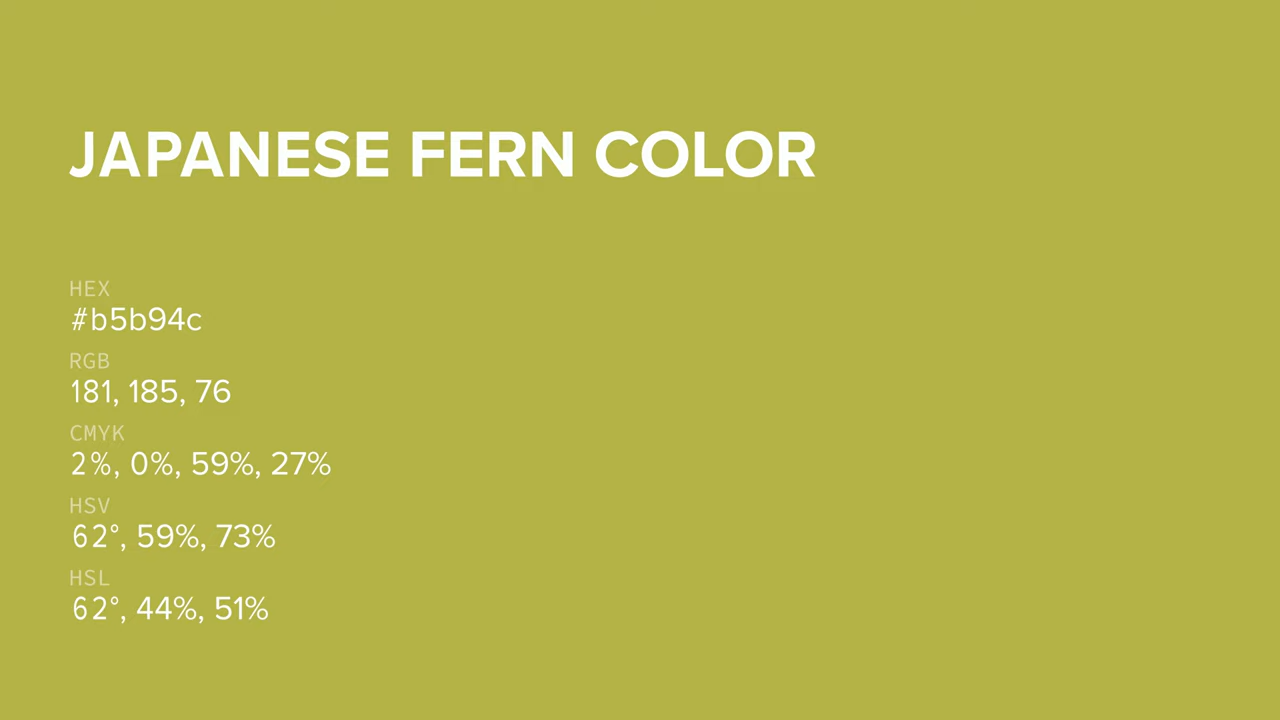 JAPANESE FERN COLOR
HEX
#b5b94c
RGB
181, 185, 76
CMYK
2%, 0%, 59%, 27%
HSV
62°, 59%, 73%
HSL
62°, 44%, 51%